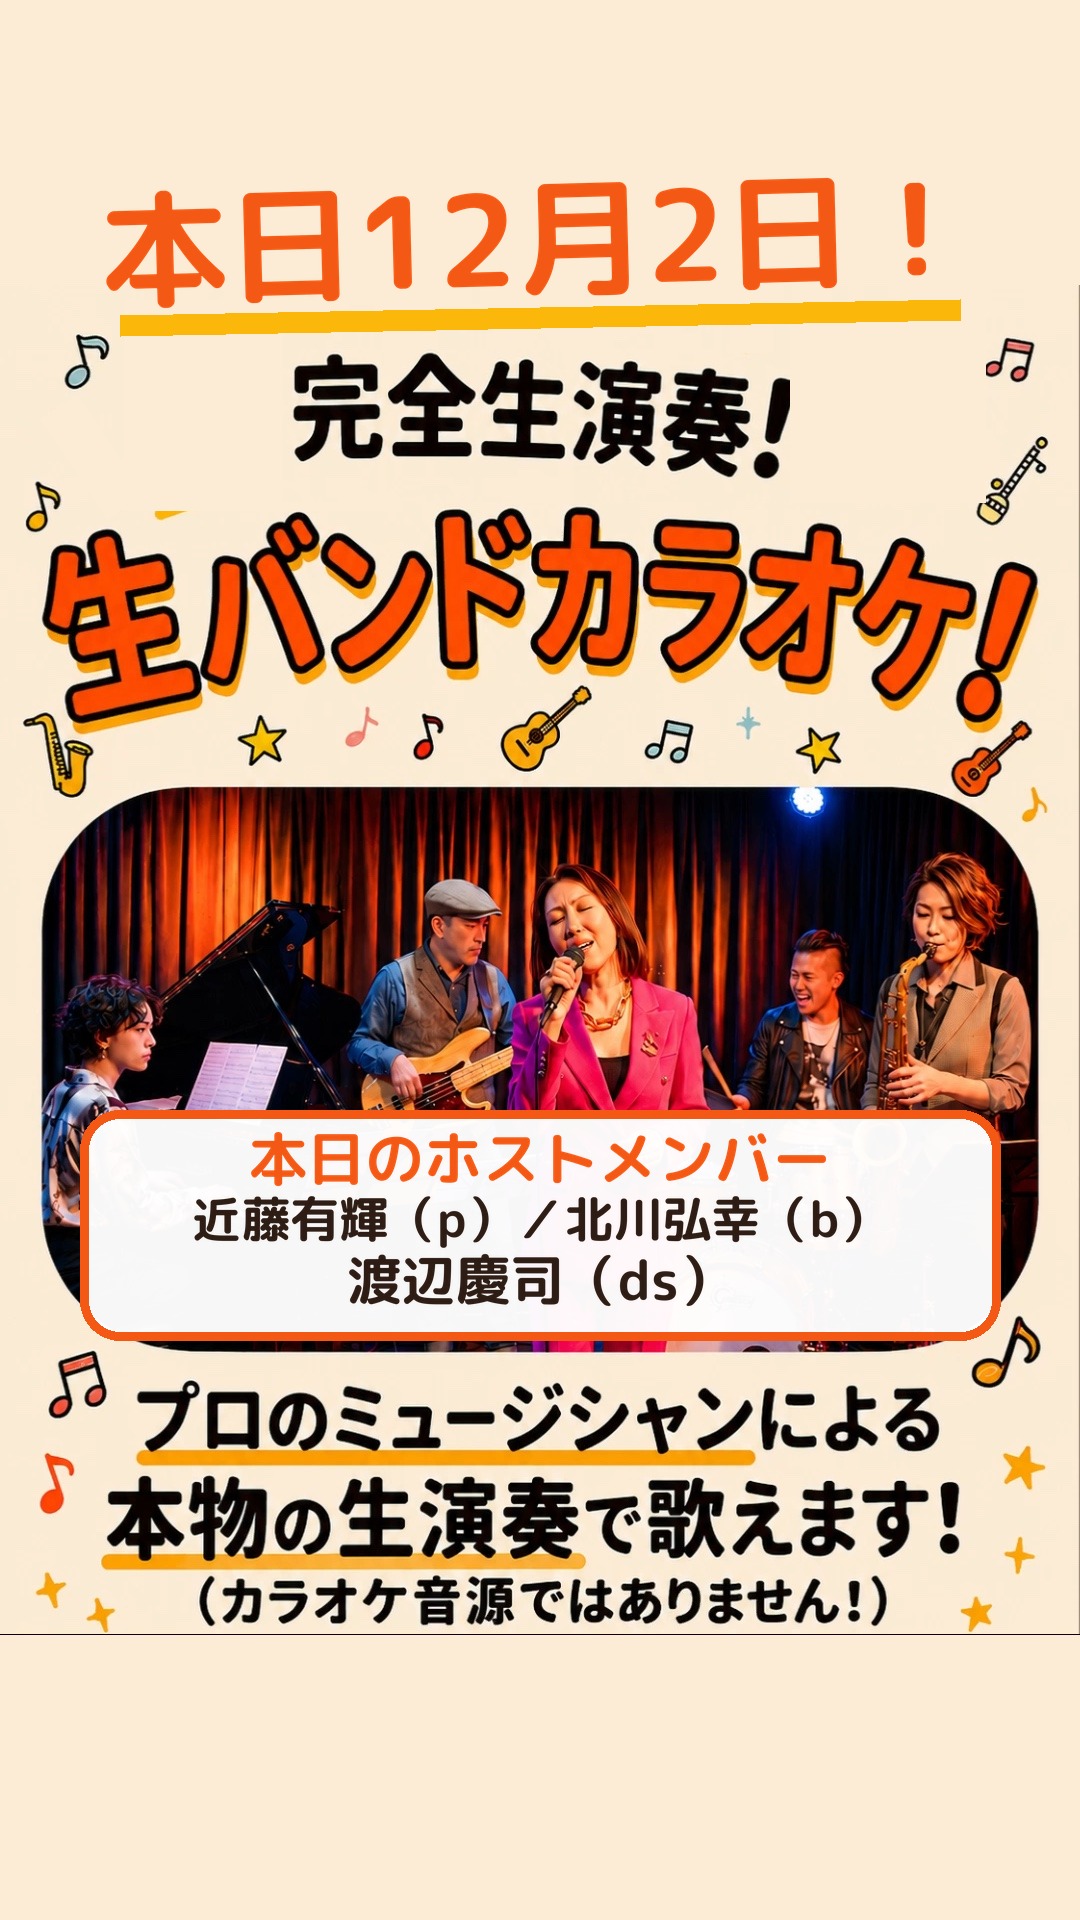 本日12月2日！
完全生演奏!
生バンドカラオケ!
本日のホストメンバー
近藤有輝（p）／北川弘幸（b）
渡辺慶司（ds）
プロのミュージシャンによる
本物の生演奏で歌えます!
（カラオケ音源ではありません!）